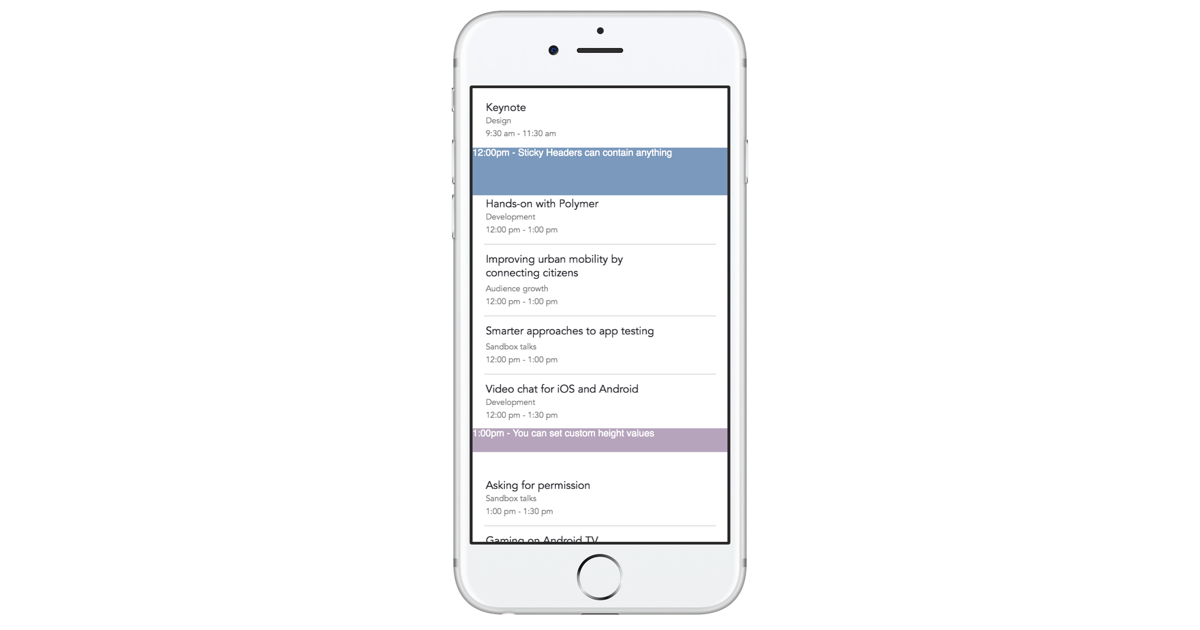 Keynote
Design
9:30 am - 11:30 am
12:00pm - Sticky Headers can contain anything
Hands-on with Polymer
Development
12:00 pm - 1:00 pm
Improving urban mobility by
connecting citizens
Audience growth
12:00 pm - 1:00 pm
Smarter approaches to app testing
Sandbox talks
12:00 pm - 1:00 pm
Video chat for iOS and Android
Development
12:00 pm - 1:30 pm
1:00pm - You can set custom height values
Asking for permission
Sandbox talks
1:00 pm - 1:30 pm
Gaming on Android TV